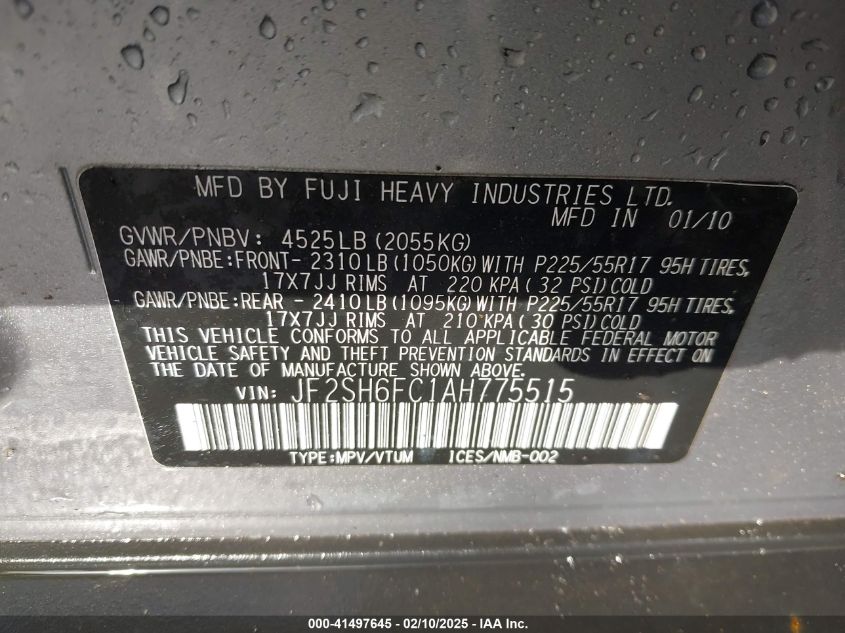 MFD BY FUJI HEAVY INDUSTRIES LTD.
MFD IN 01/10
GVWR/PNBV: 4525LB(2055KG)
GAWR/PNBE:FRONT-2310LB(1050KG)WITH P225/55R17 95H TIRES,
17X7JJ RIMS AT 220 KPA(32 PSI)COLD
GAWR/PNBE:REAR -2410LB(1095KG)WITH P225/55R17 95H TIRES,
17X7JJ RIMS AT 210 KPA(30 PSI)COLD
THIS VEHICLE CONFORMS TO ALL APPLICABLE FEDERAL MOTOR
VEHICLE SAFETY AND THEFT PREVENTION STANDARDS IN EFFECT ON
THE DATE OF MANUFACTURE SHOWN ABOVE.
VIN: JF2SH6FC1AH775515
TYPE:MPV/VTUM ICES/NMB-002
000-41497645 - 02/10/2025 - IAA Inc.